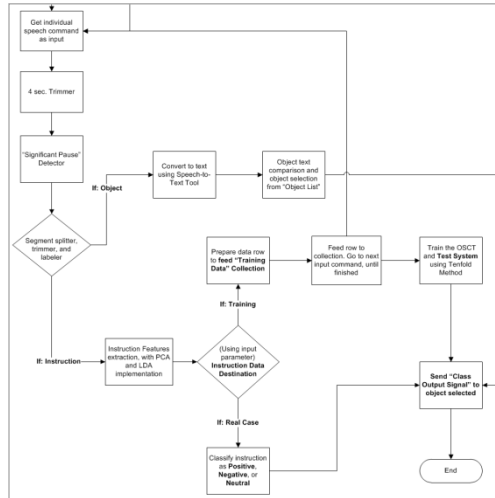 Get individual
speech command
as input
4 sec. Trimmer
"Significant Pause"
Detector
If: Object
Convert to text
using Speech-to-
Text Tool
Object text
comparison and
object selection
from "Object List"
Segment splitter,
trimmer, and
labeler
Prepare data row
to feed "Training
Data" Collection
Feed row to
collection. Go to next
input command, until
finished
Train the OSCT
and Test System
using Tenfold
Method
If: Training
If: Instruction
Instruction Features
extraction, with PCA
and LDA
implementation
(Using input
parameter)
Instruction Data
Destination
Send "Class
Output Signal" to
object selected
If: Real Case
Classify instruction
as Positive,
Negative, or
Neutral
End